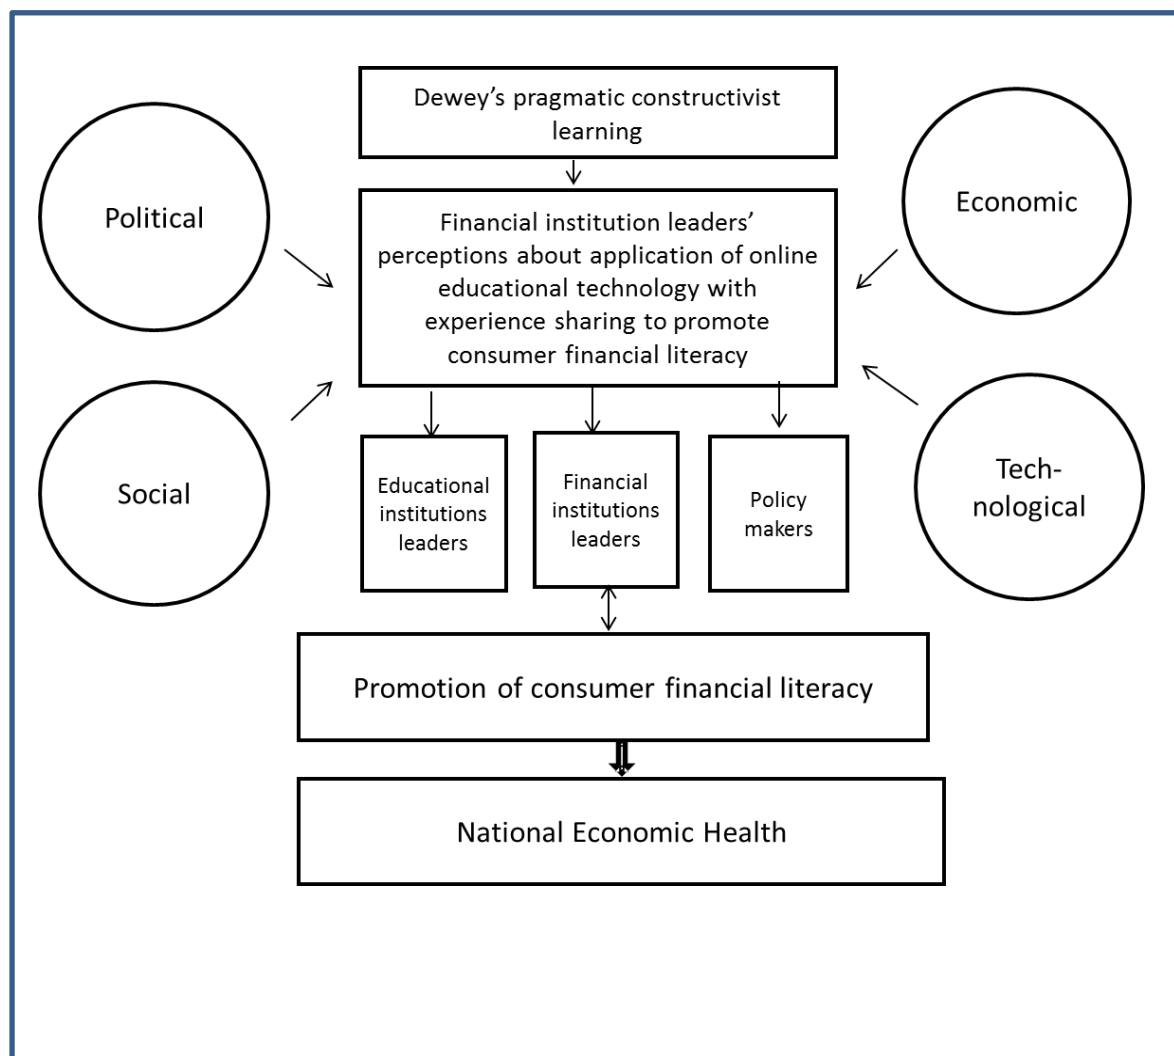 Dewey’s pragmatic constructivist
learning
Political
Economic
Financial institution leaders’
perceptions about application of online
educational technology with
experience sharing to promote
consumer financial literacy
Social
Tech-
nological
Educational
institutions
leaders
Financial
institutions
leaders
Policy
makers
Promotion of consumer financial literacy
National Economic Health